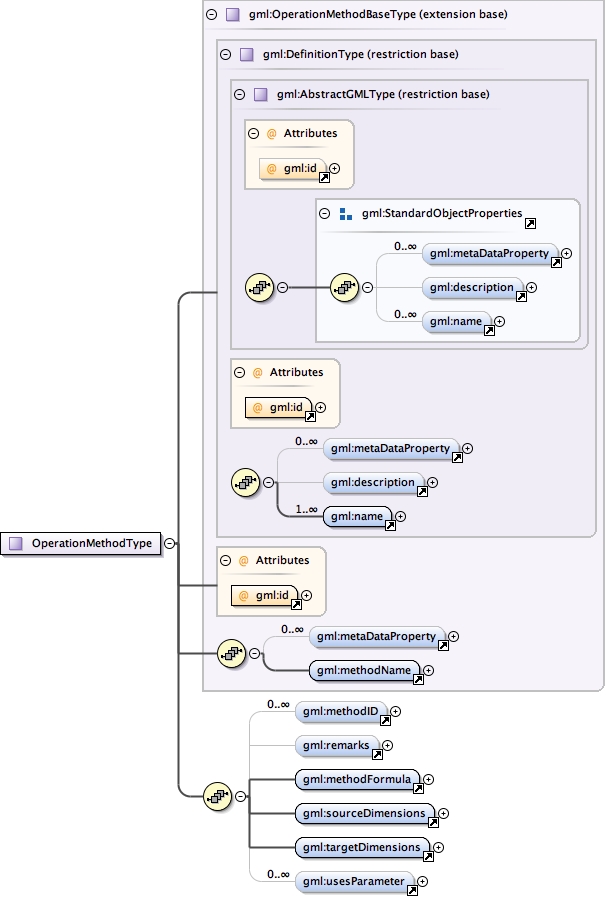 gml:OperationMethodBaseType (extension base)
gml:DefinitionType (restriction base)
gml:AbstractGMLType (restriction base)
@ Attributes
@ gml:id
gml:StandardObjectProperties
0..∞
gml:metaDataProperty
gml:description
0..∞
gml:name
@ Attributes
@ gml:id
0..∞
gml:metaDataProperty
gml:description
1..∞
gml:name
OperationMethodType
@ Attributes
@ gml:id
0..∞
gml:metaDataProperty
gml:methodName
0..∞
gml:methodID
gml:remarks
gml:methodFormula
gml:sourceDimensions
gml:targetDimensions
0..∞
gml:usesParameter